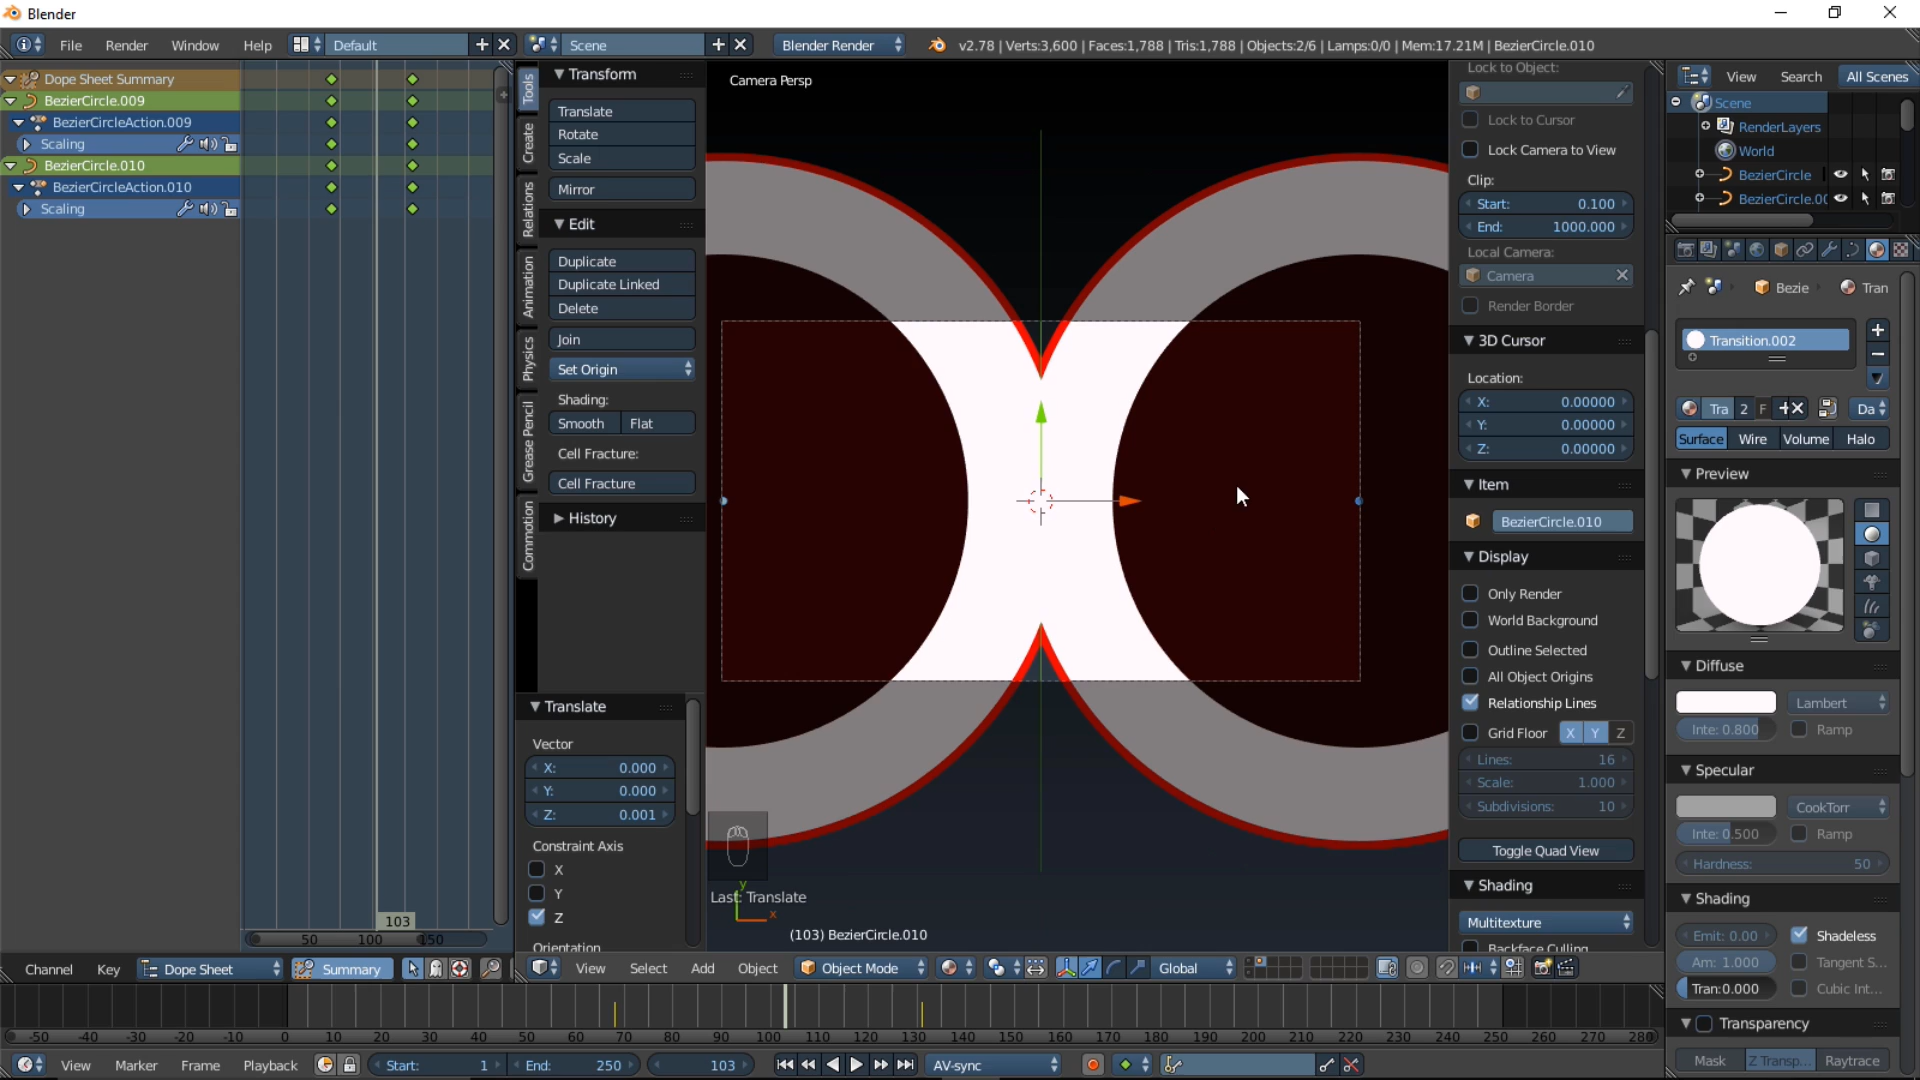 Blender
File Render Window Help Default Scene Blender Render v2.78 | Verts:3,600 | Faces:1,788 | Tris:1,788 | Objects:2/6 | Lamps:0/0 | Mem:17.21M | BezierCircle.010
Dope Sheet Summary
BezierCircle.009
BezierCircleAction.009
Scaling
BezierCircle.010
BezierCircleAction.010
Scaling
103
50 100 150
Channel Key Dope Sheet Summary
Tools
Create
Relations
Animation
Physics
Grease Pencil
Commotion
Transform
Translate
Rotate
Scale
Mirror
Edit
Duplicate
Duplicate Linked
Delete
Join
Set Origin
Shading:
Smooth Flat
Cell Fracture:
Cell Fracture
History
Translate
Vector
X: 0.000
Y: 0.000
Z: 0.001
Constraint Axis
X
Y
Z
Orientation
Camera Persp
Last: Translate
y
x
(103) BezierCircle.010
View Select Add Object Object Mode Global
Lock to Object:
Lock to Cursor
Lock Camera to View
Clip:
Start: 0.100
End: 1000.000
Local Camera:
Camera
Render Border
3D Cursor
Location:
X: 0.00000
Y: 0.00000
Z: 0.00000
Item
BezierCircle.010
Display
Only Render
World Background
Outline Selected
All Object Origins
Relationship Lines
Grid Floor X Y Z
Lines: 16
Scale: 1.000
Subdivisions: 10
Toggle Quad View
Shading
Multitexture
Backface Culling
View Search All Scenes
Scene
RenderLayers
World
BezierCircle
BezierCircle.00
Bezie Tran
Transition.002
Tra 2 F Da
Surface Wire Volume Halo
Preview
Diffuse
Lambert
Inte: 0.800 Ramp
Specular
CookTorr
Inte: 0.500 Ramp
Hardness: 50
Shading
Emit: 0.00 Shadeless
Am: 1.000 Tangent S...
Tran:0.000 Cubic Int...
Transparency
Mask Z Transp... Raytrace
-50 -40 -30 -20 -10 0 10 20 30 40 50 60 70 80 90 100 110 120 130 140 150 160 170 180 190 200 210 220 230 240 250 260 270 280
View Marker Frame Playback Start: 1 End: 250 103 AV-sync